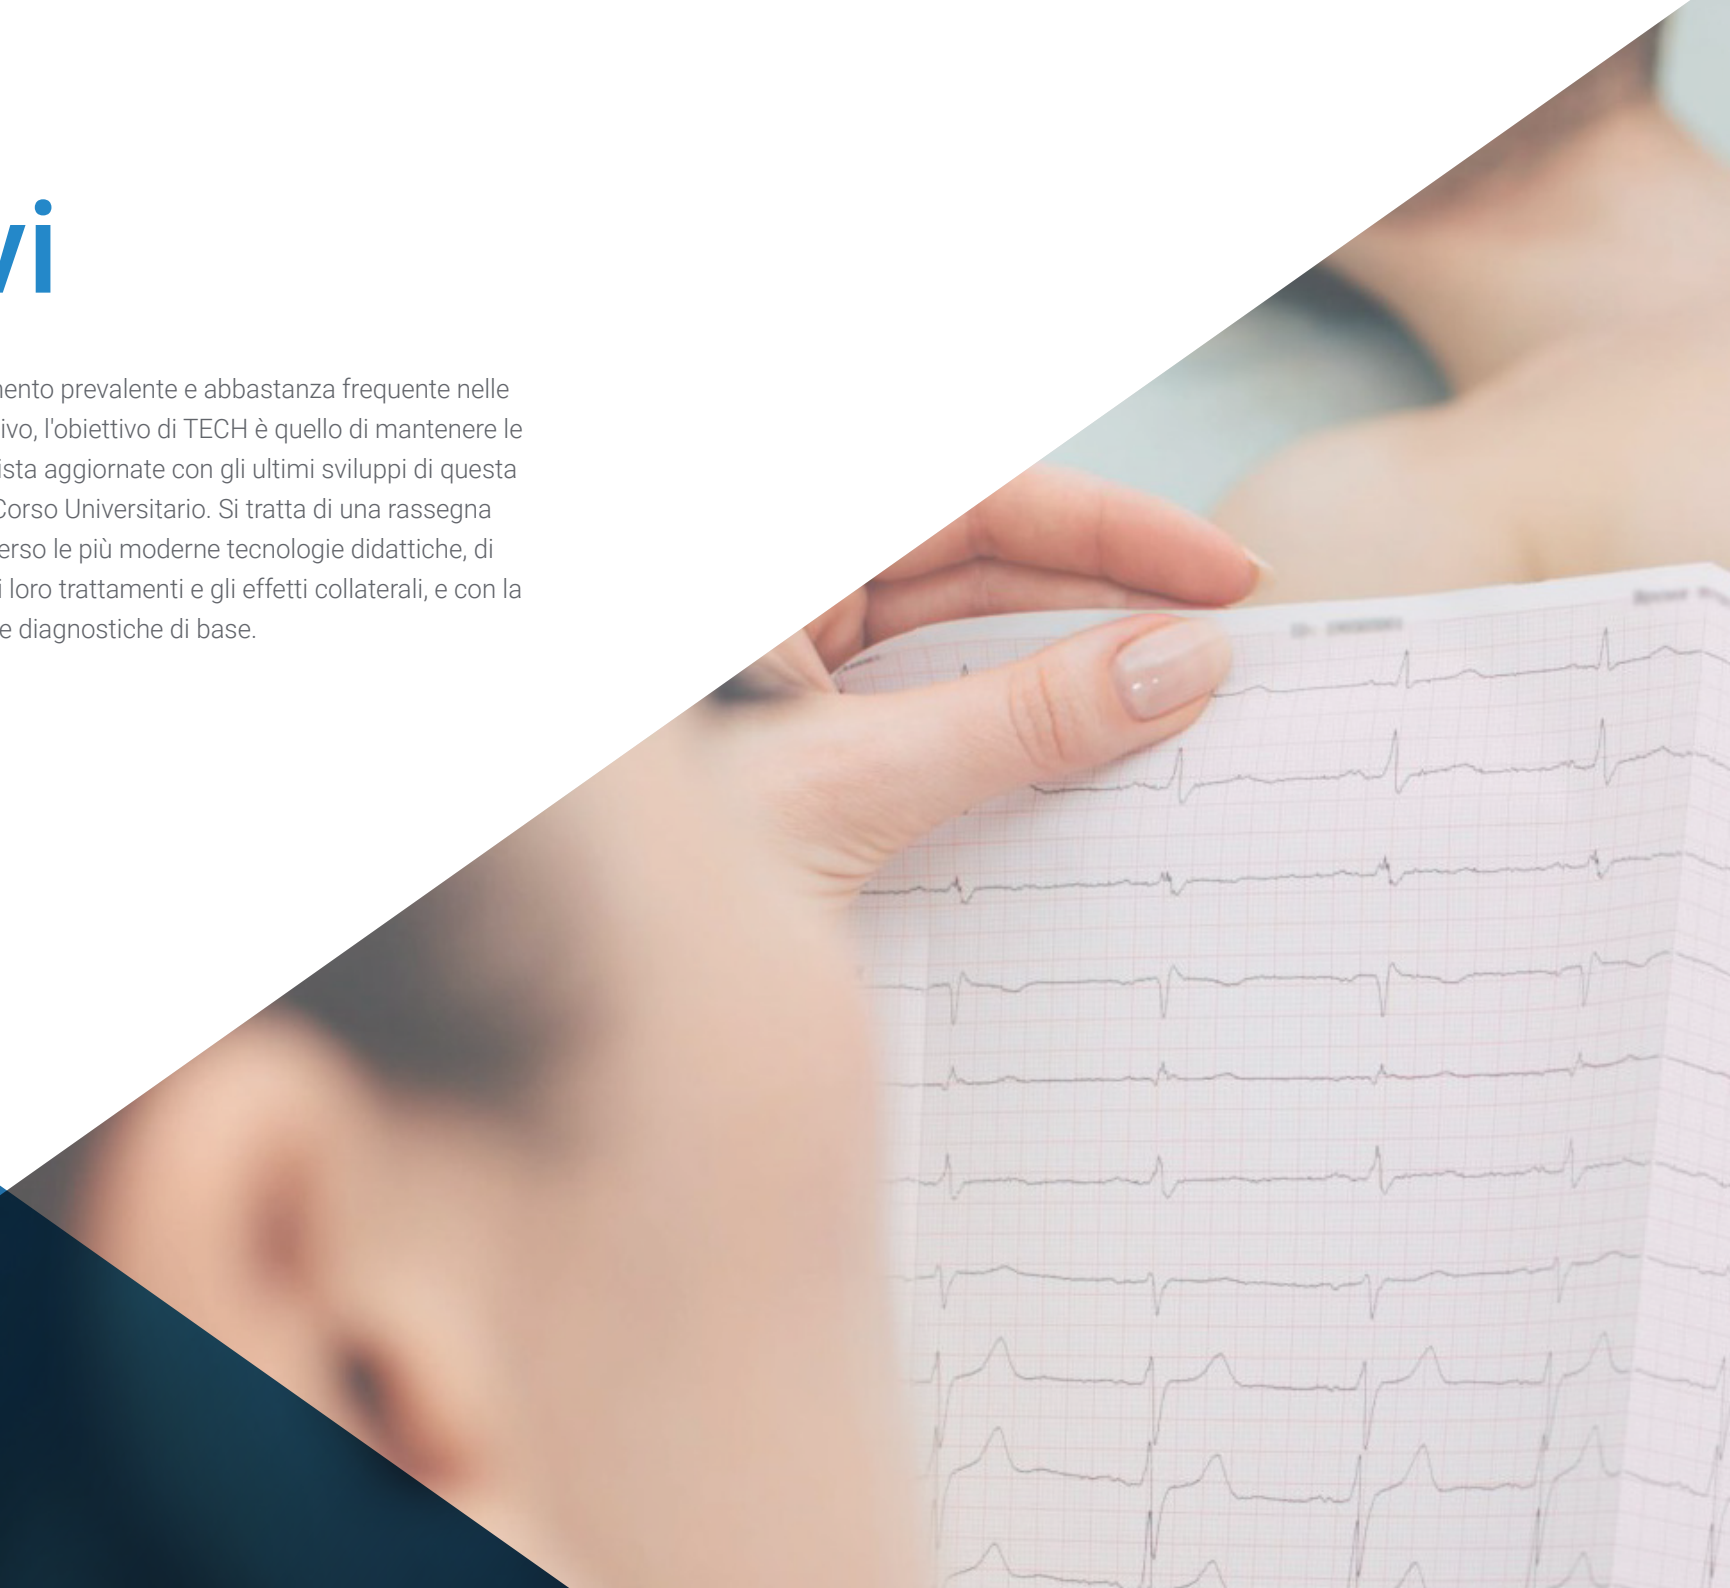 vi
mento prevalente e abbastanza frequente nelle
ivo, l'obiettivo di TECH è quello di mantenere le
ista aggiornate con gli ultimi sviluppi di questa
Corso Universitario. Si tratta di una rassegna
erso le più moderne tecnologie didattiche, di
i loro trattamenti e gli effetti collaterali, e con la
e diagnostiche di base.